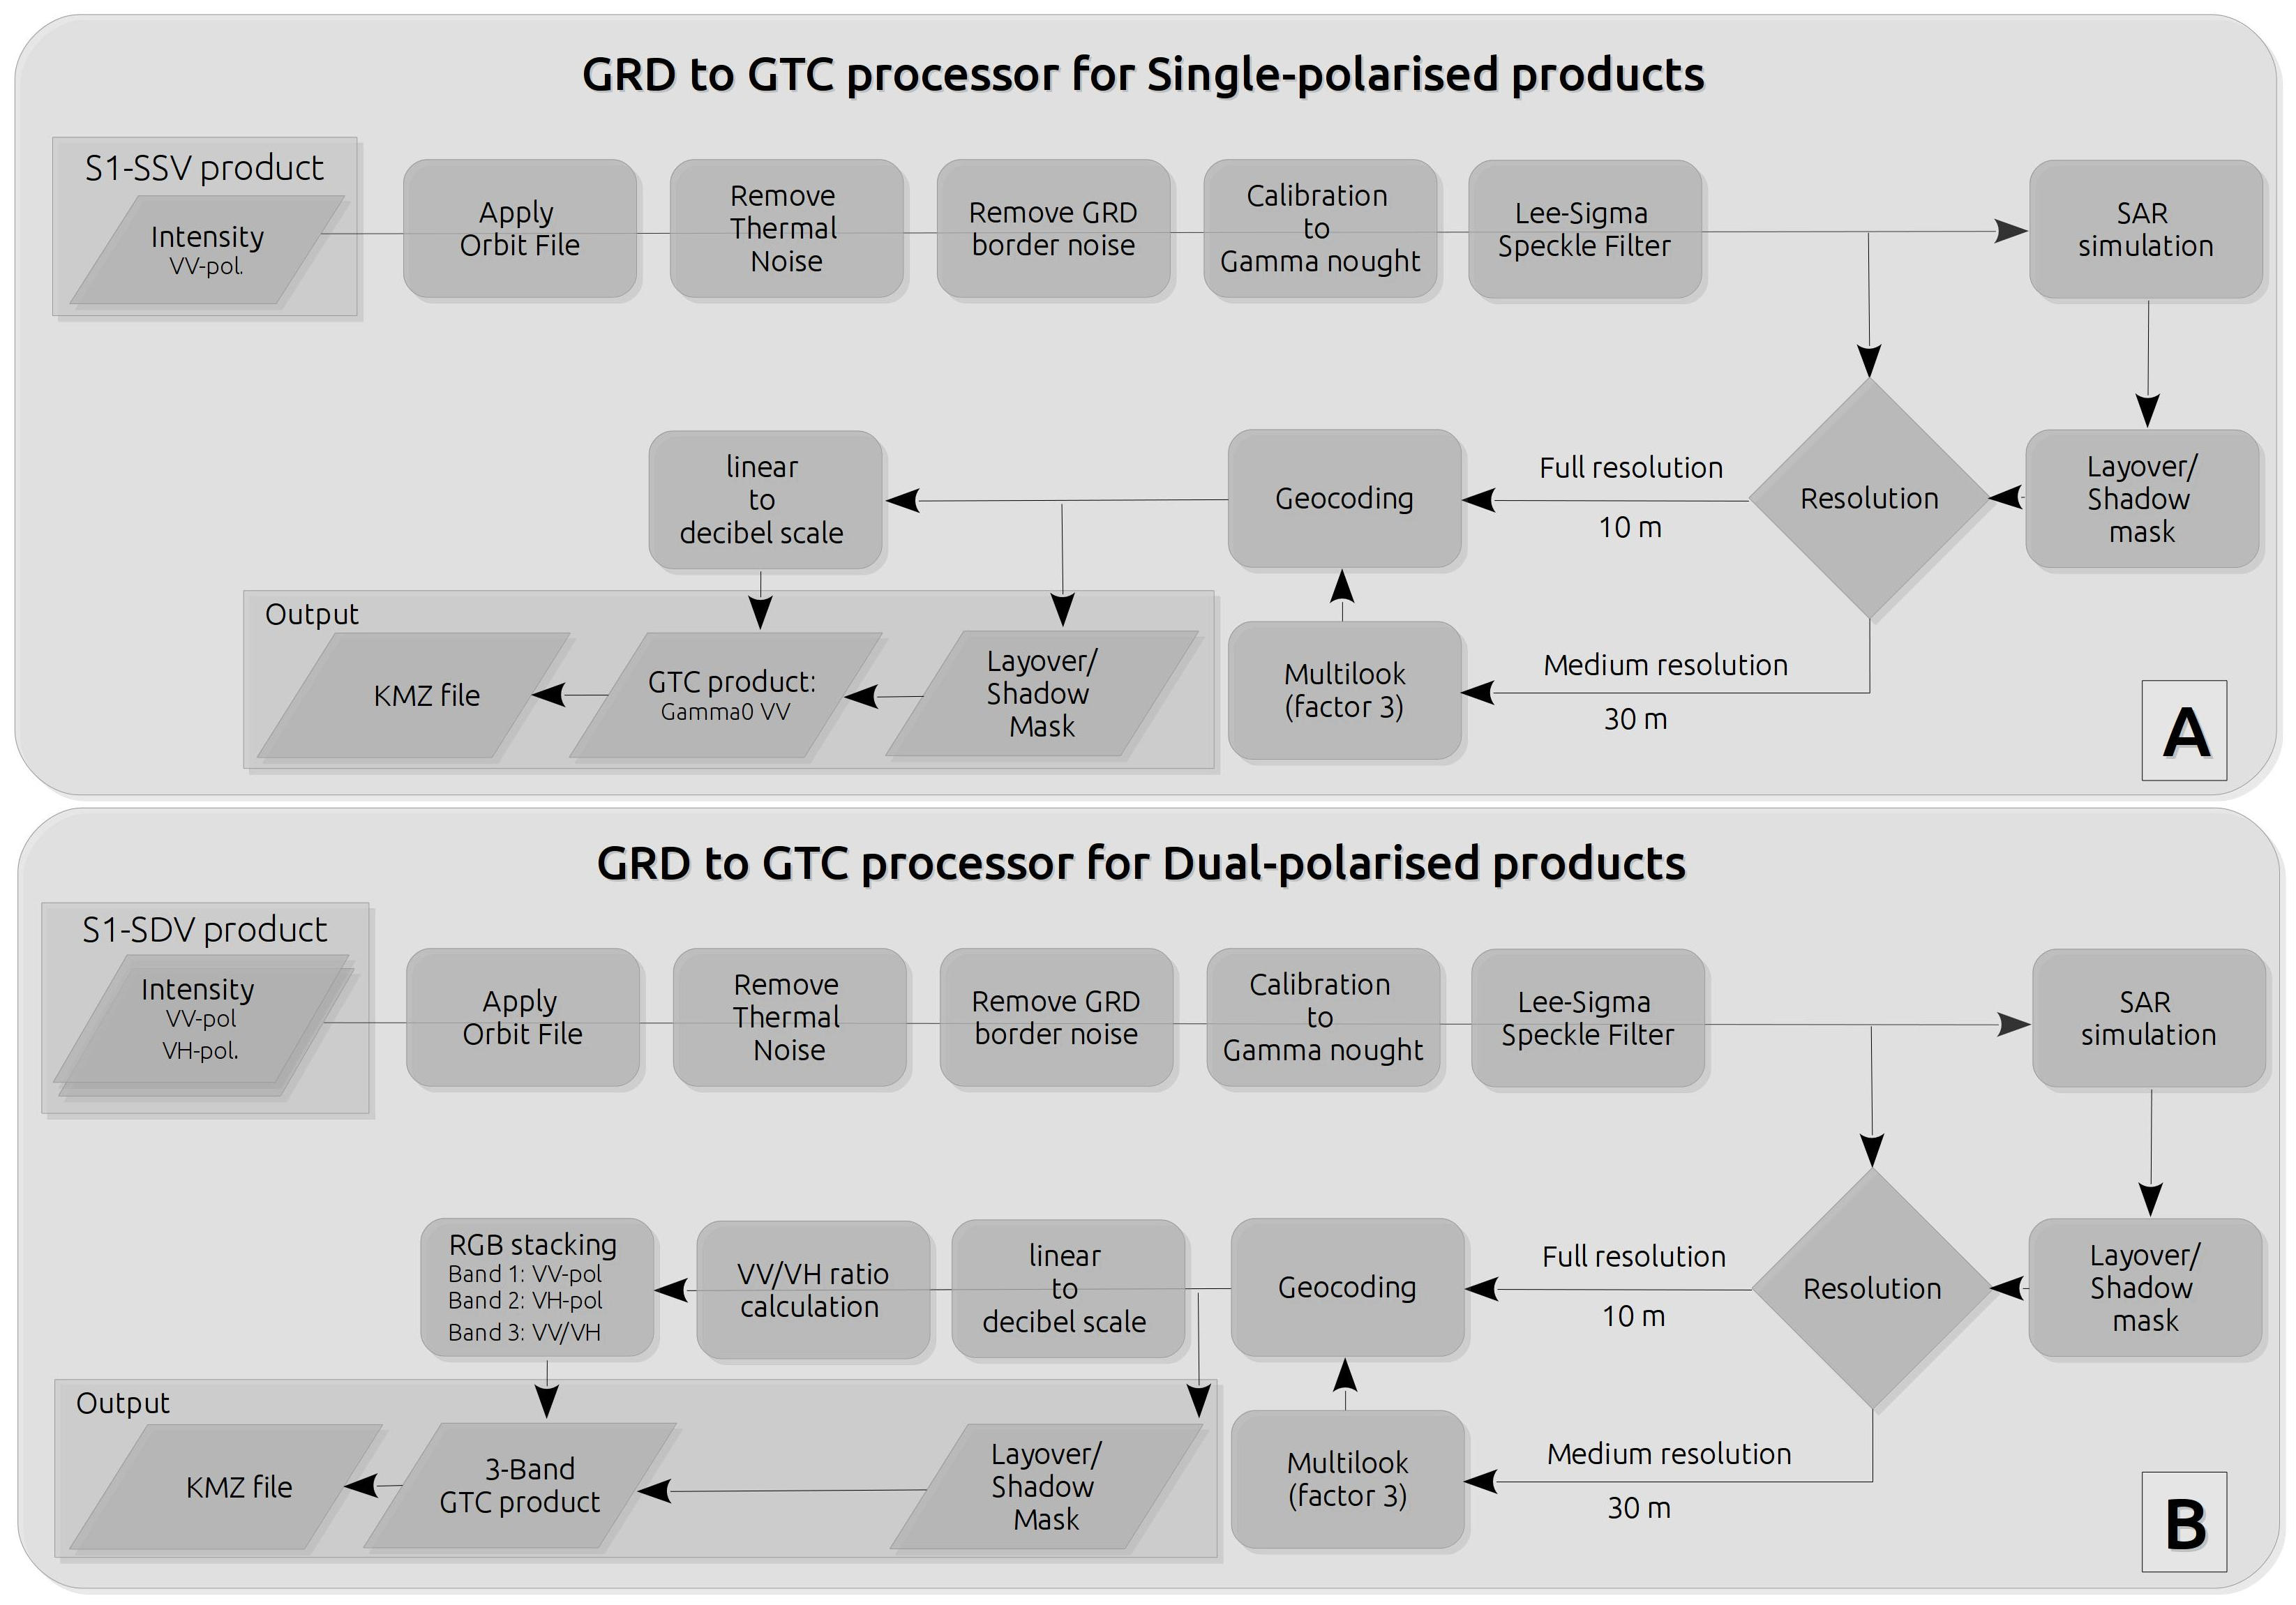 GRD to GTC processor for Single-polarised products
S1-SSV product
Intensity
VV-pol.
Apply
Orbit File
Remove
Thermal
Noise
Remove GRD
border noise
Calibration
to
Gamma nought
Lee-Sigma
Speckle Filter
SAR
simulation
Layover/
Shadow
mask
Resolution
Full resolution
10 m
Medium resolution
30 m
Geocoding
Multilook
(factor 3)
linear
to
decibel scale
Output
KMZ file
GTC product:
Gamma0 VV
Layover/
Shadow
Mask
A
GRD to GTC processor for Dual-polarised products
S1-SDV product
Intensity
VV-pol
VH-pol.
Apply
Orbit File
Remove
Thermal
Noise
Remove GRD
border noise
Calibration
to
Gamma nought
Lee-Sigma
Speckle Filter
SAR
simulation
Layover/
Shadow
mask
Resolution
Full resolution
10 m
Medium resolution
30 m
Geocoding
Multilook
(factor 3)
linear
to
decibel scale
VV/VH ratio
calculation
RGB stacking
Band 1: VV-pol
Band 2: VH-pol
Band 3: VV/VH
Output
KMZ file
3-Band
GTC product
Layover/
Shadow
Mask
B